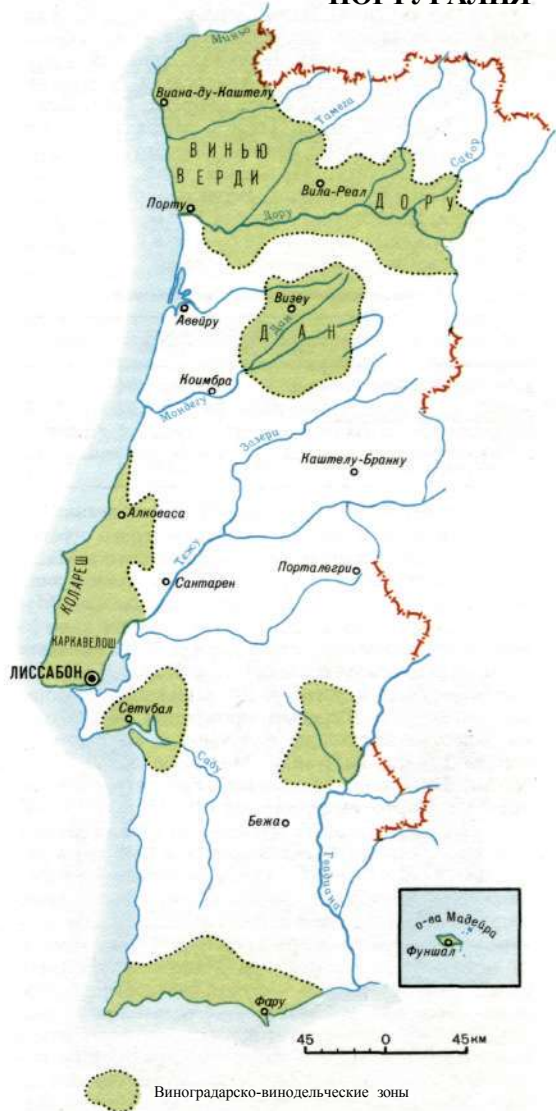 Миньо
Виана-ду-Каштелу
Тамега
Сабор
ВИНЬЮ
ВЕРДИ
Вила-Реал
ДОРУ
Порту
Дору
Визеу
Авейру
Дан
ДАН
Коимбра
Мондегу
Зезери
Каштелу-Бранку
Алковаса
Тежу
Сантарен
Порталегри
КОЛАРЕШ
КАРКАВЕЛОШ
ЛИССАБОН
Сетубал
Саду
Бежа
Гвадиана
о-ва Мадейра
Фуншал
Фару
45 0 45 км
Виноградарско-винодельческие зоны